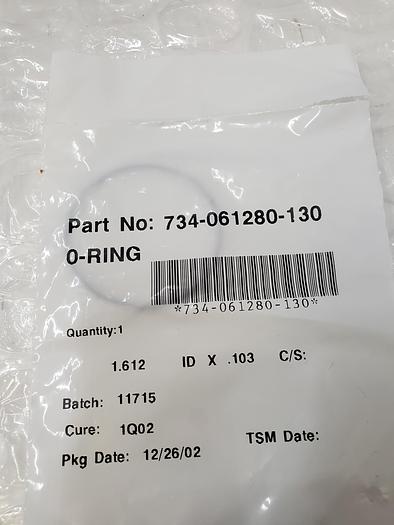 Part No: 734-061280-130
O-RING
*734-061280-130*
Quantity:1
1.612 ID X .103 C/S:
Batch: 11715
Cure: 1Q02
TSM Date:
Pkg Date: 12/26/02